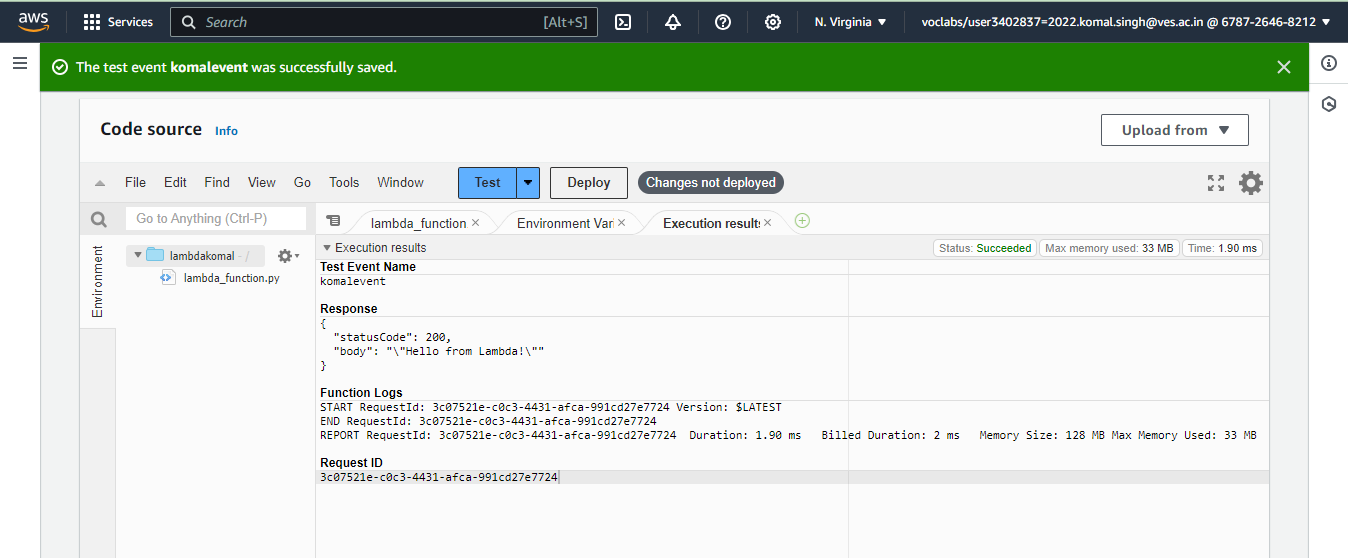 aws
Services
Search
[Alt+S]
N. Virginia
voclabs/user3402837=2022.komal.singh@ves.ac.in @ 6787-2646-8212
The test event komalevent was successfully saved.
Code source Info
Upload from
File Edit Find View Go Tools Window
Test
Deploy
Changes not deployed
Go to Anything (Ctrl-P)
lambda_function
Environment Vari
Execution results
Environment
lambdakomal - /
lambda_function.py
Execution results
Status: Succeeded
Max memory used: 33 MB
Time: 1.90 ms
Test Event Name
komalevent
Response
{
"statusCode": 200,
"body": "\"Hello from Lambda!\""
}
Function Logs
START RequestId: 3c07521e-c0c3-4431-afca-991cd27e7724 Version: $LATEST
END RequestId: 3c07521e-c0c3-4431-afca-991cd27e7724
REPORT RequestId: 3c07521e-c0c3-4431-afca-991cd27e7724 Duration: 1.90 ms Billed Duration: 2 ms Memory Size: 128 MB Max Memory Used: 33 MB
Request ID
3c07521e-c0c3-4431-afca-991cd27e7724